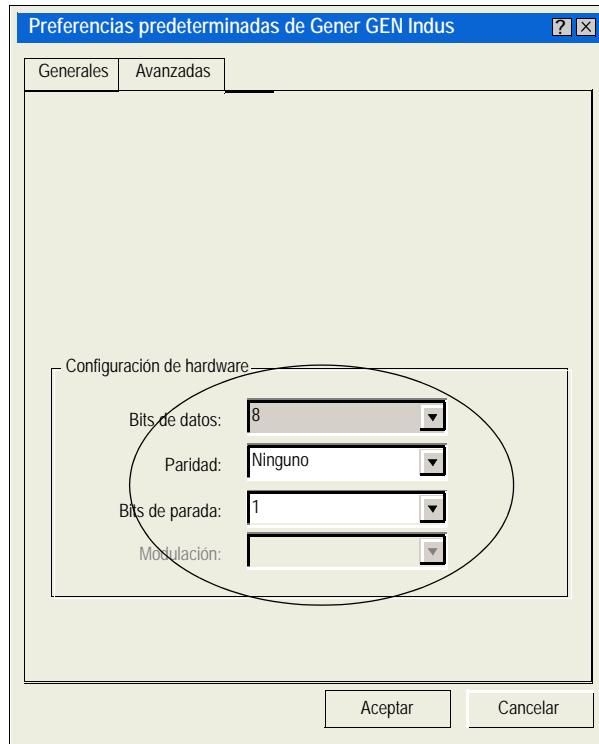 Preferencias predeterminadas de Gener GEN Indus
Generales Avanzadas
Configuración de hardware
Bits de datos: 8
Paridad: Ninguno
Bits de parada: 1
Modulación:
Aceptar Cancelar